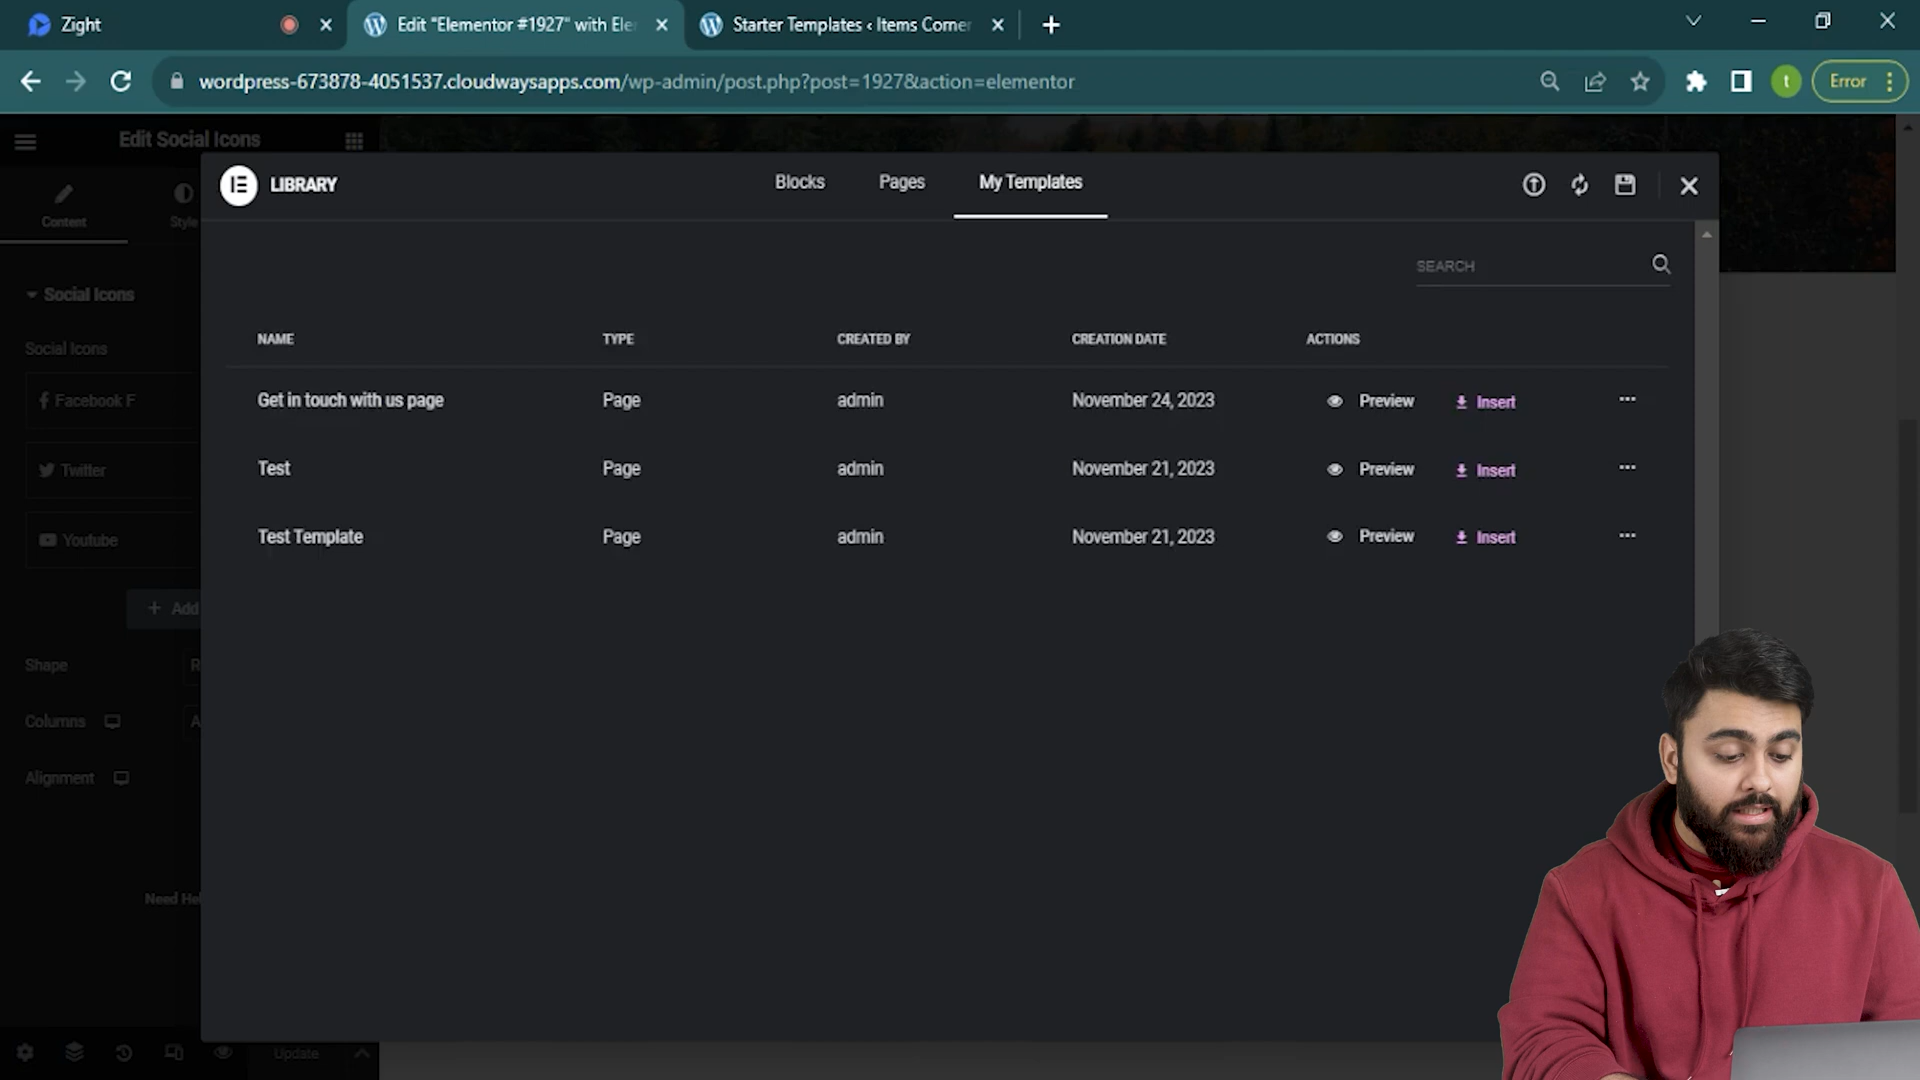 Zight
Edit "Elementor #1927" with Ele
Starter Templates ‹ Items Corner
wordpress-673878-4051537.cloudwaysapps.com/wp-admin/post.php?post=1927&action=elementor
t
Error
Edit Social Icons
Content
Style
LIBRARY
Blocks
Pages
My Templates
SEARCH
Social Icons
Social Icons
Facebook F
Twitter
Youtube
+ Add
Shape
R
Columns
A
Alignment
Need Hel
Update
NAME TYPE CREATED BY CREATION DATE ACTIONS
Get in touch with us page Page admin November 24, 2023 Preview Insert
Test Page admin November 21, 2023 Preview Insert
Test Template Page admin November 21, 2023 Preview Insert